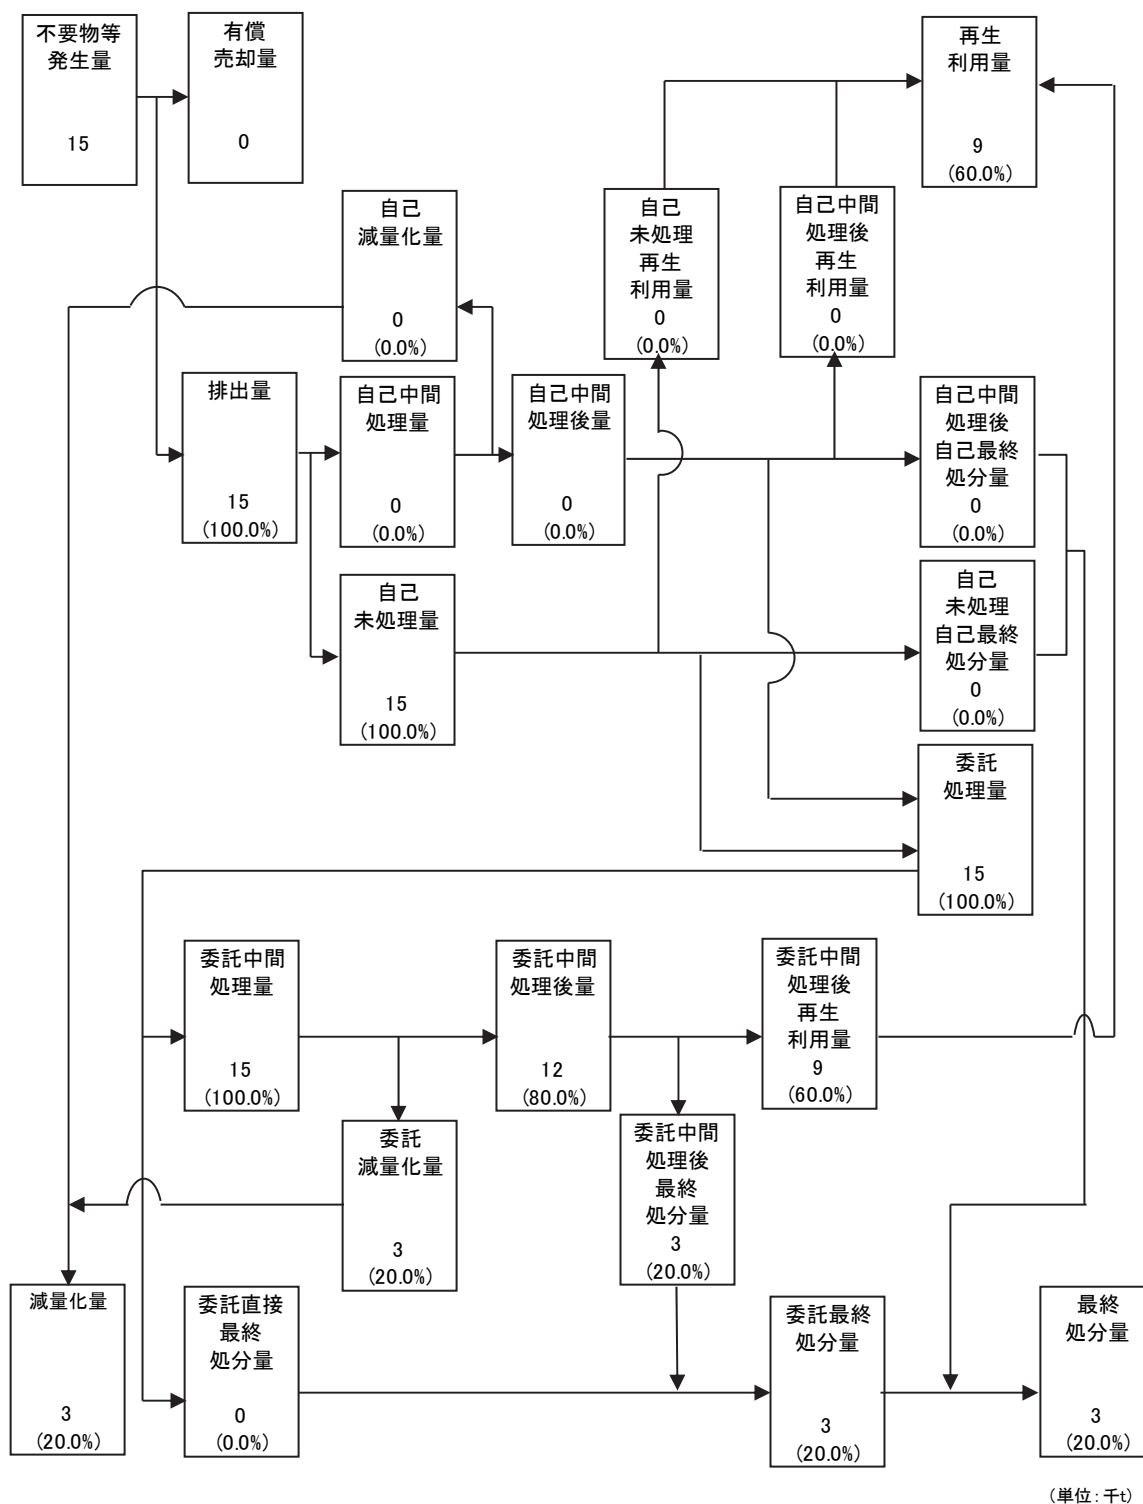 不要物等
発生量
15
有償
売却量
0
再生
利用量
9
(60.0%)
自己
減量化量
0
(0.0%)
自己
未処理
再生
利用量
0
(0.0%)
自己中間
処理後
再生
利用量
0
(0.0%)
排出量
15
(100.0%)
自己中間
処理量
0
(0.0%)
自己中間
処理後量
0
(0.0%)
自己中間
処理後
自己最終
処分量
0
(0.0%)
自己
未処理量
15
(100.0%)
自己
未処理
自己最終
処分量
0
(0.0%)
委託
処理量
15
(100.0%)
委託中間
処理量
15
(100.0%)
委託中間
処理後量
12
(80.0%)
委託中間
処理後
再生
利用量
9
(60.0%)
委託
減量化量
3
(20.0%)
委託中間
処理後
最終
処分量
3
(20.0%)
減量化量
3
(20.0%)
委託直接
最終
処分量
0
(0.0%)
委託最終
処分量
3
(20.0%)
最終
処分量
3
(20.0%)
(単位:千t)